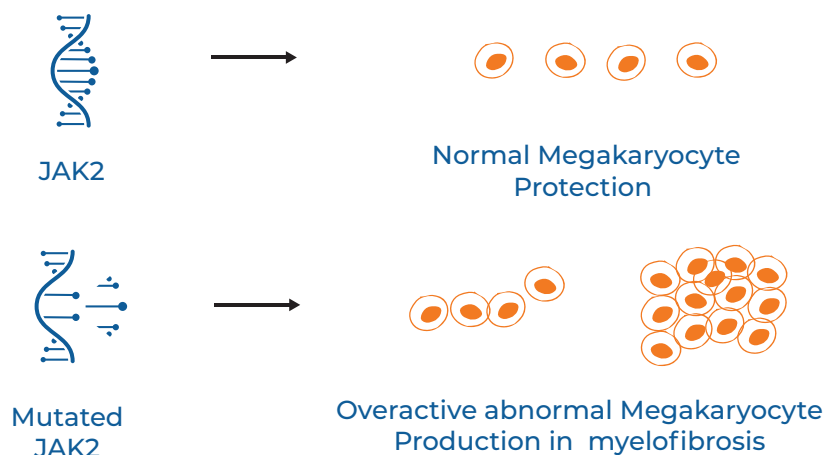 JAK2
Normal Megakaryocyte
Protection
Mutated
JAK2
Overactive abnormal Megakaryocyte
Production in myelofibrosis